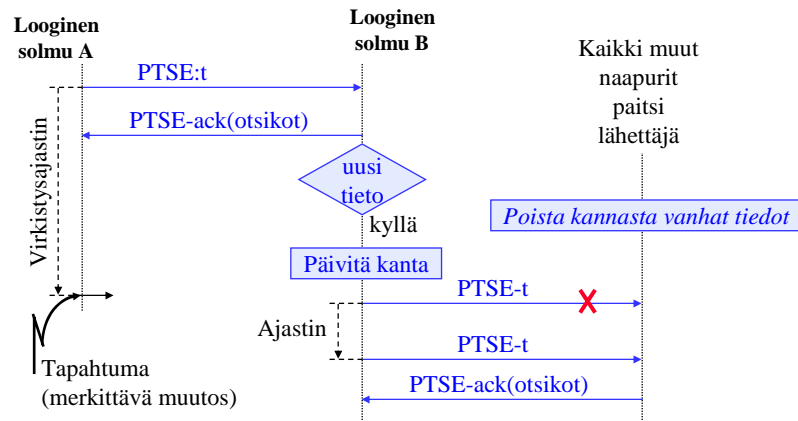 Looginen
solmu A
Looginen
solmu B
Kaikki muut
naapurit
paitsi
lähettäjä
PTSE:t
PTSE-ack(otsikot)
Virkistysajastin
uusi
tieto
kyllä
Poista kannasta vanhat tiedot
Päivitä kanta
PTSE-t
Ajastin
PTSE-t
Tapahtuma
(merkittävä muutos)
PTSE-ack(otsikot)